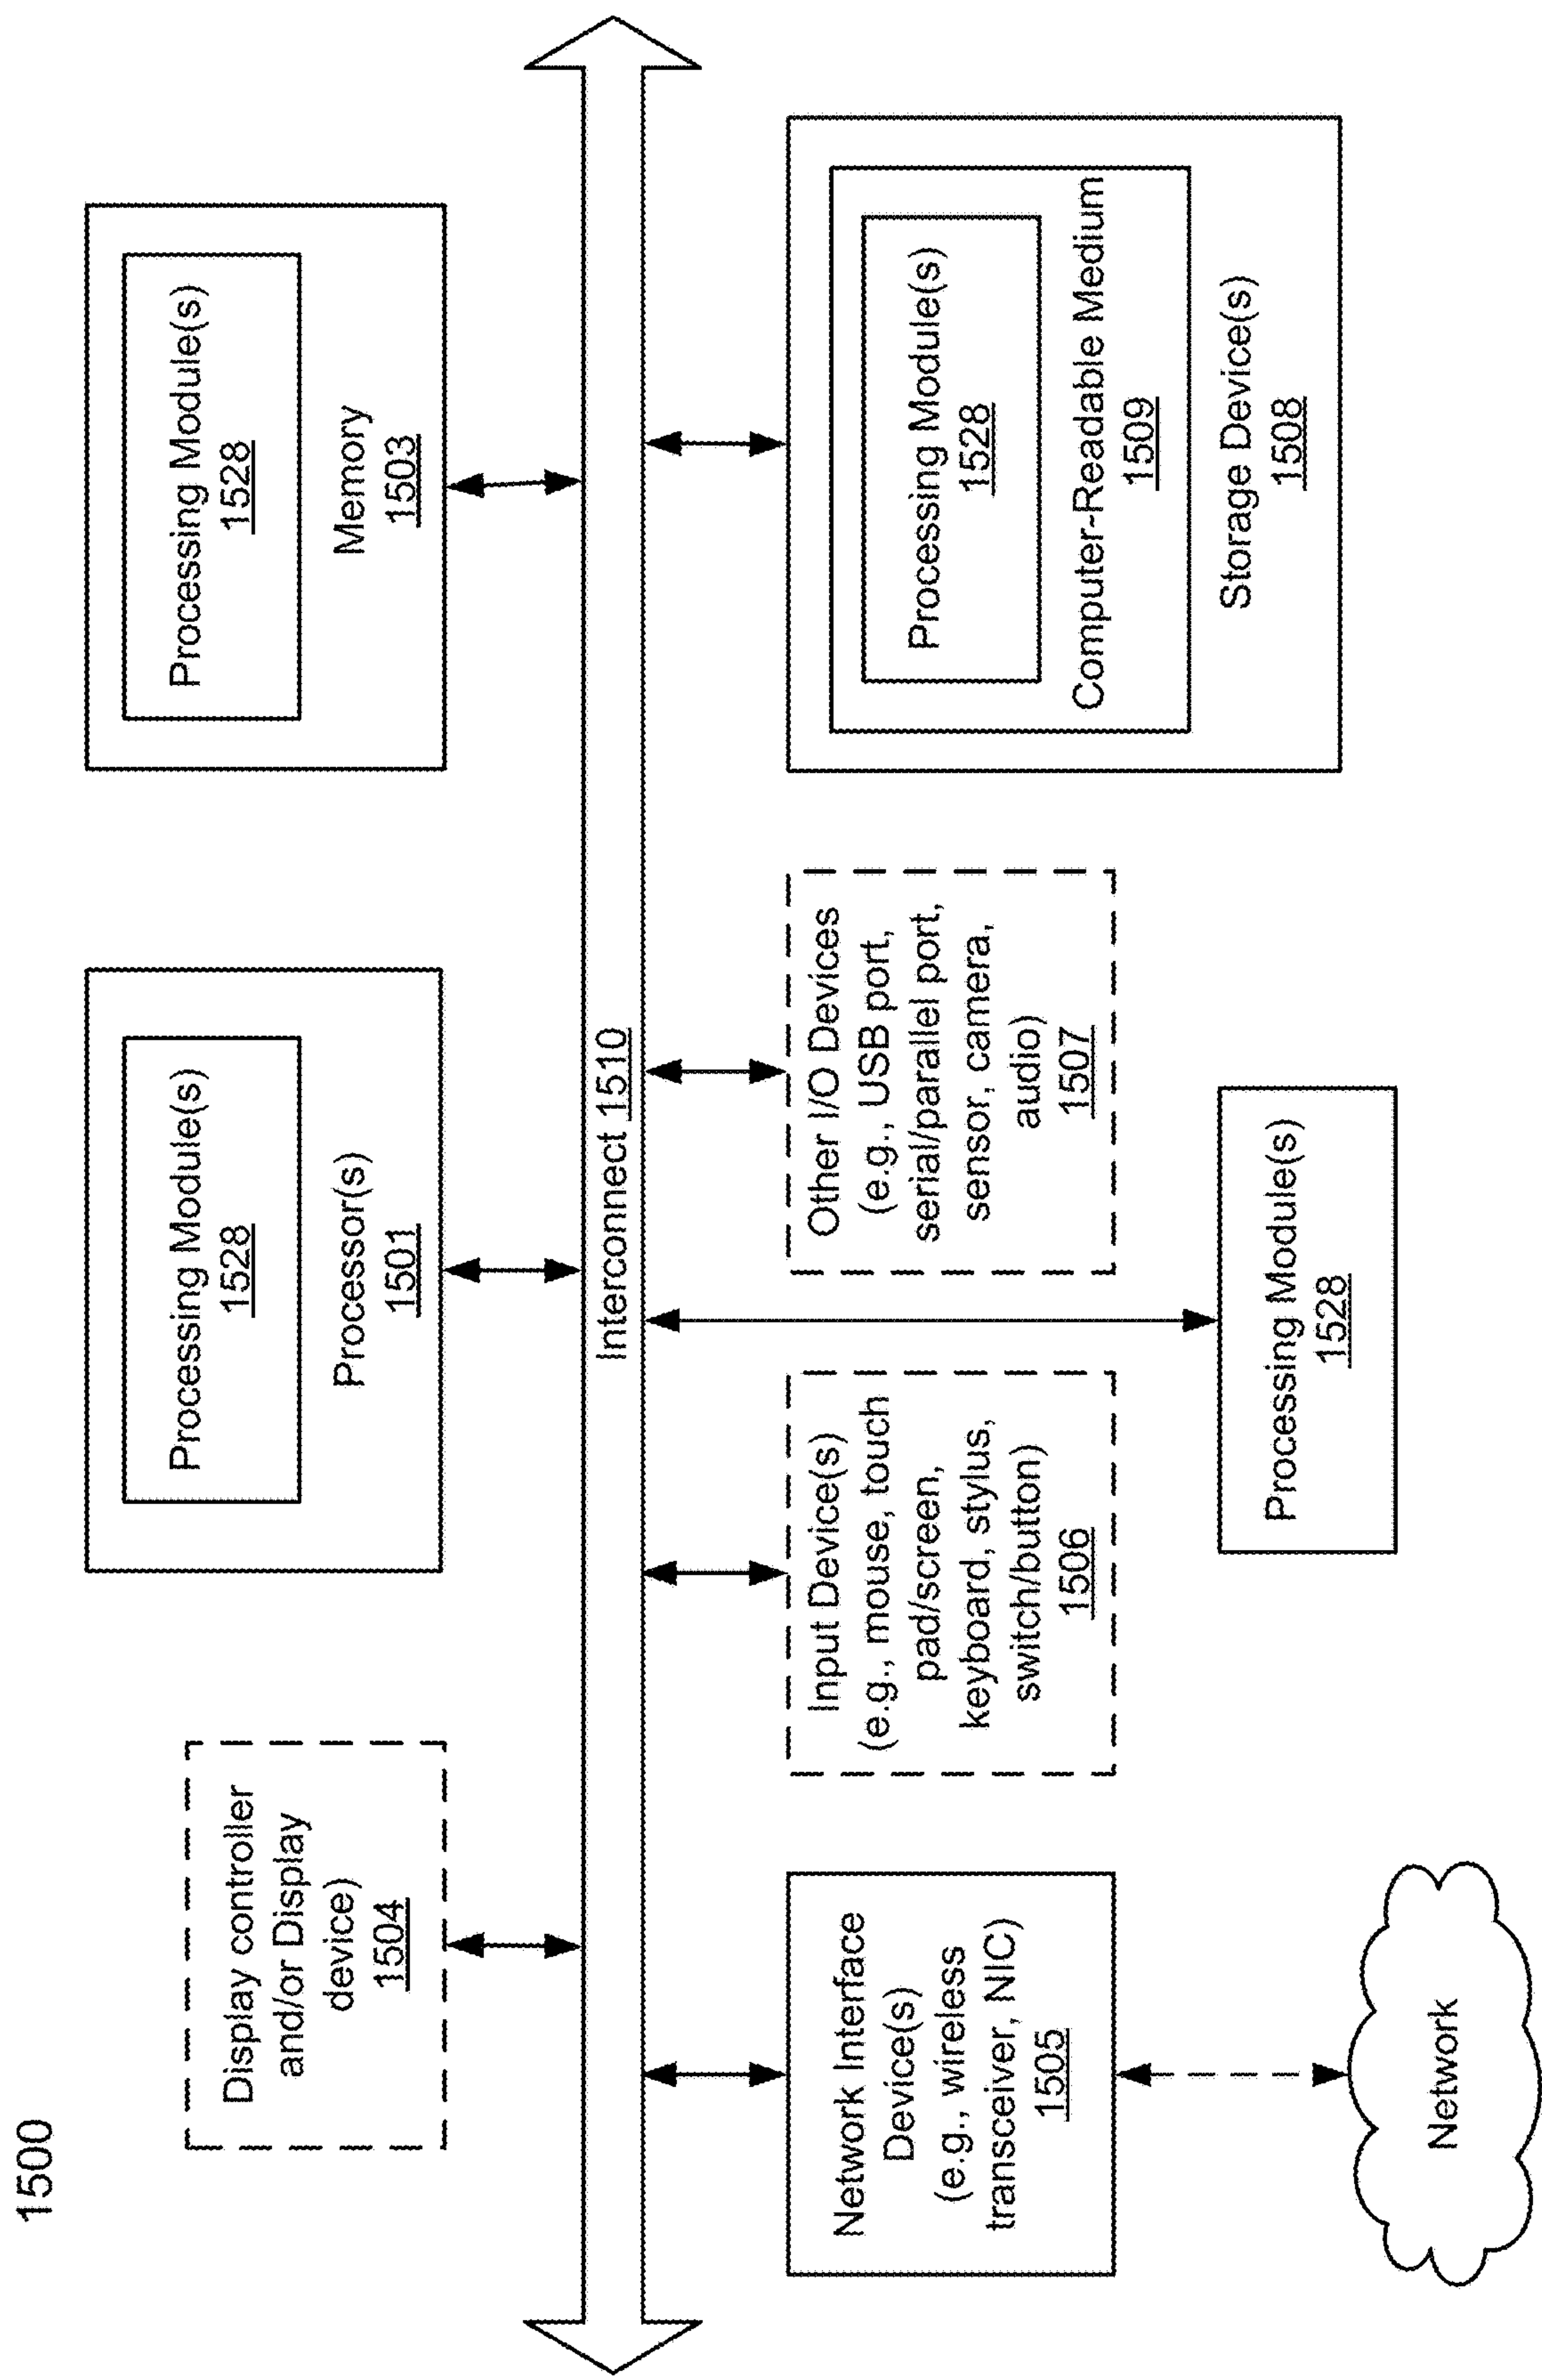 1500
Display controller
and/or Display
device)
1504
Processing Module(s)
1528
Processor(s)
1501
Processing Module(s)
1528
Memory
1503
Interconnect 1510
Network Interface
Device(s)
(e.g., wireless
transceiver, NIC)
1505
Input Device(s)
(e.g., mouse, touch
pad/screen,
keyboard, stylus,
switch/button)
1506
Other I/O Devices
(e.g., USB port,
serial/parallel port,
sensor, camera,
audio)
1507
Processing Module(s)
1528
Computer-Readable Medium
1509
Storage Device(s)
1508
Processing Module(s)
1528
Network